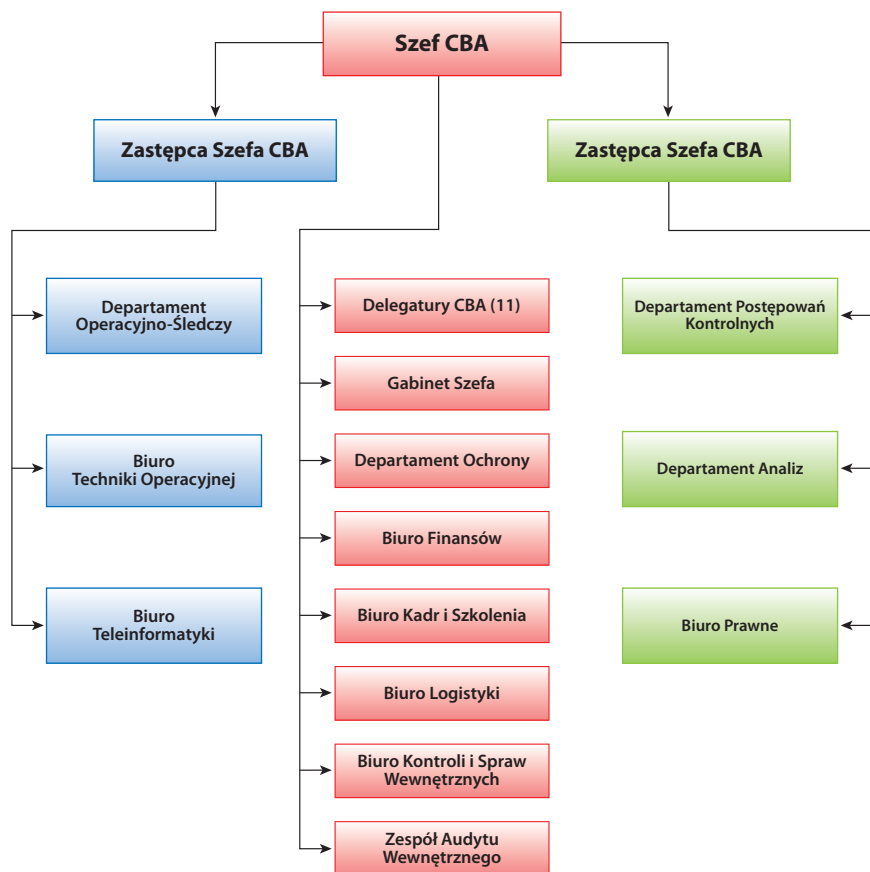 Szef CBA
Zastępca Szefa CBA
Zastępca Szefa CBA
Departament
Operacyjno-Śledczy
Biuro
Techniki Operacyjnej
Biuro
Teleinformatyki
Delegatury CBA (11)
Gabinet Szefa
Departament Ochrony
Biuro Finansów
Biuro Kadr i Szkolenia
Biuro Logistyki
Biuro Kontroli i Spraw
Wewnętrznych
Zespół Audytu
Wewnętrznego
Departament Postępowań
Kontrolnych
Departament Analiz
Biuro Prawne